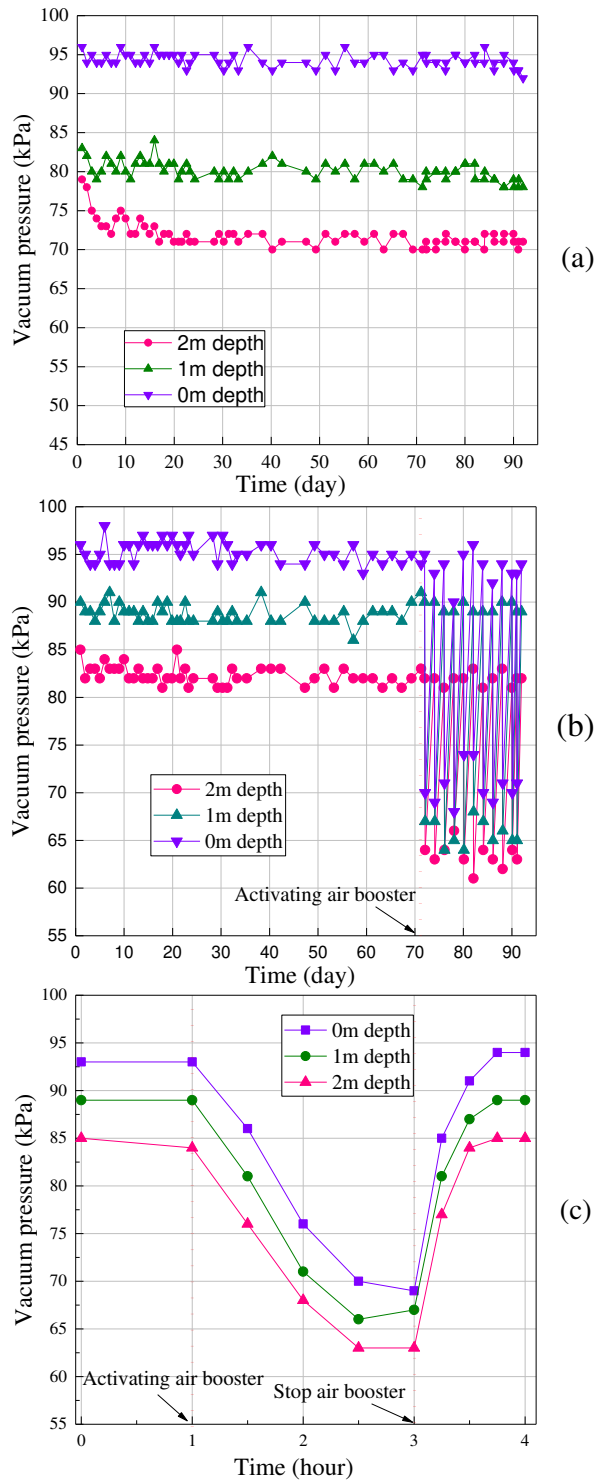 100
95
90
85
80
75
70
65
60
55
50
45
Vacuum pressure (kPa)
2m depth
1m depth
0m depth
0 10 20 30 40 50 60 70 80 90
Time (day)
(a)
100
95
90
85
80
75
70
65
60
55
Vacuum pressure (kPa)
2m depth
1m depth
0m depth
Activating air booster
0 10 20 30 40 50 60 70 80 90
Time (day)
(b)
100
95
90
85
80
75
70
65
60
55
Vacuum pressure (kPa)
0m depth
1m depth
2m depth
Activating air booster
Stop air booster
0 1 2 3 4
Time (hour)
(c)